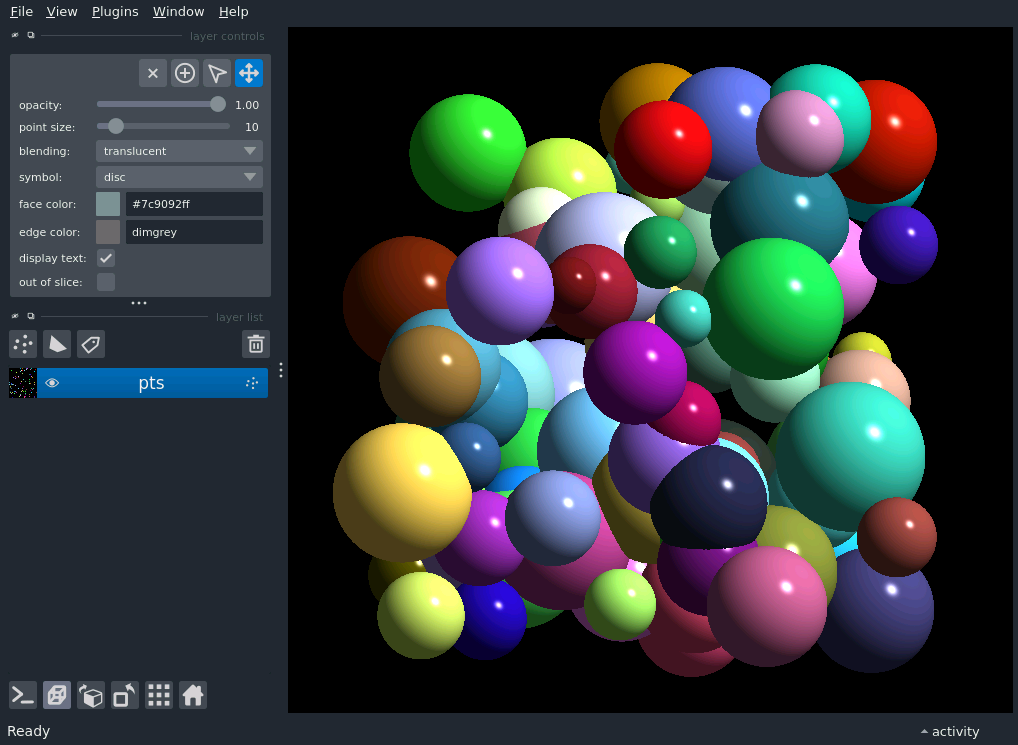 File View Plugins Window Help
layer controls
opacity: 1.00
point size: 10
blending: translucent
symbol: disc
face color: #7c9092ff
edge color: dimgrey
display text:
out of slice:
layer list
pts
Ready activity